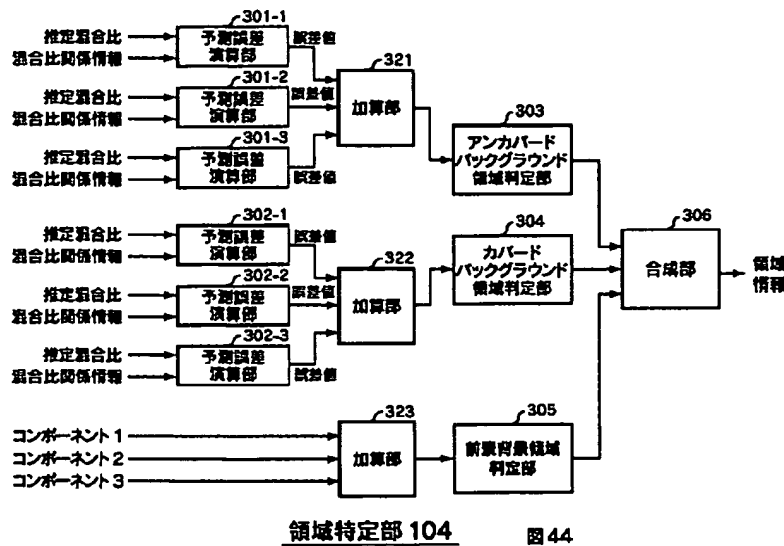 推定混合比
混合比関係情報
301-1
予測誤差
演算部
誤差値
推定混合比
混合比関係情報
301-2
予測誤差
演算部
誤差値
推定混合比
混合比関係情報
301-3
予測誤差
演算部
誤差値
321
加算部
303
アンカバード
バックグラウンド
領域判定部
推定混合比
混合比関係情報
302-1
予測誤差
演算部
誤差値
推定混合比
混合比関係情報
302-2
予測誤差
演算部
誤差値
推定混合比
混合比関係情報
302-3
予測誤差
演算部
誤差値
322
加算部
304
カバード
バックグラウンド
領域判定部
コンポーネント1
コンポーネント2
コンポーネント3
323
加算部
305
前景背景領域
判定部
306
合成部
領域
情報
領域特定部 104
図44